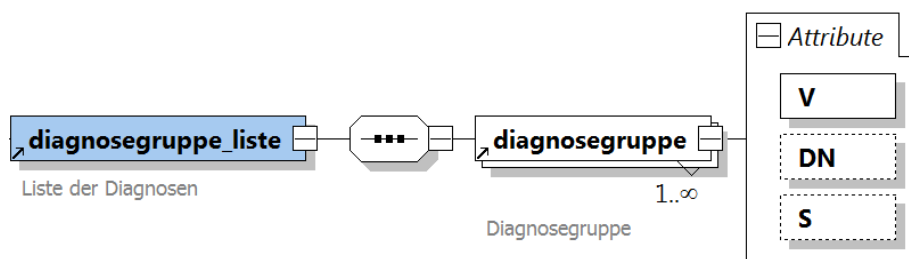 Attribute
V
diagnosegruppe_liste
diagnosegruppe
DN
Liste der Diagnosen
1..∞
S
Diagnosegruppe